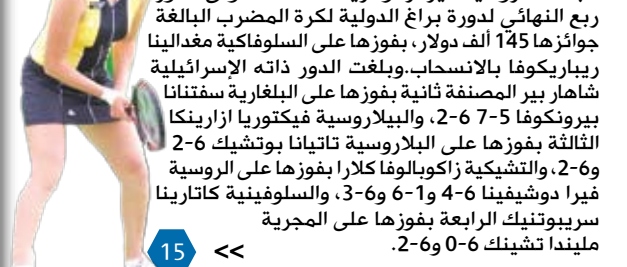 ربع النهائي لدورة براغ الدولية لكرة المضرب البالغة
جوائزها 145 ألف دولار، بفوزها على السلوفاكية مغدالينا
ريباريكوفا بالانسحاب.وبلغت الدور ذاته الإسرائيلية
شاهار بير المصنفة ثانية بفوزها على البلغارية سفتنانا
بيرونكوفا 5-7 6-2، والبيلاروسية فيكتوريا ازارينكا
الثالثة بفوزها على البلاروسية تاتيانا بوتشيك 6-2
و6-2، والتشيكية زاكوبالوفا كلارا بفوزها على الروسية
فيرا دوشيفينا 6-4 و1-6 و6-3، والسلوفينية كاتارينا
سريبوتنيك الرابعة بفوزها على المجرية
مليندا تشينك 6-0 و6-2.
>> 15